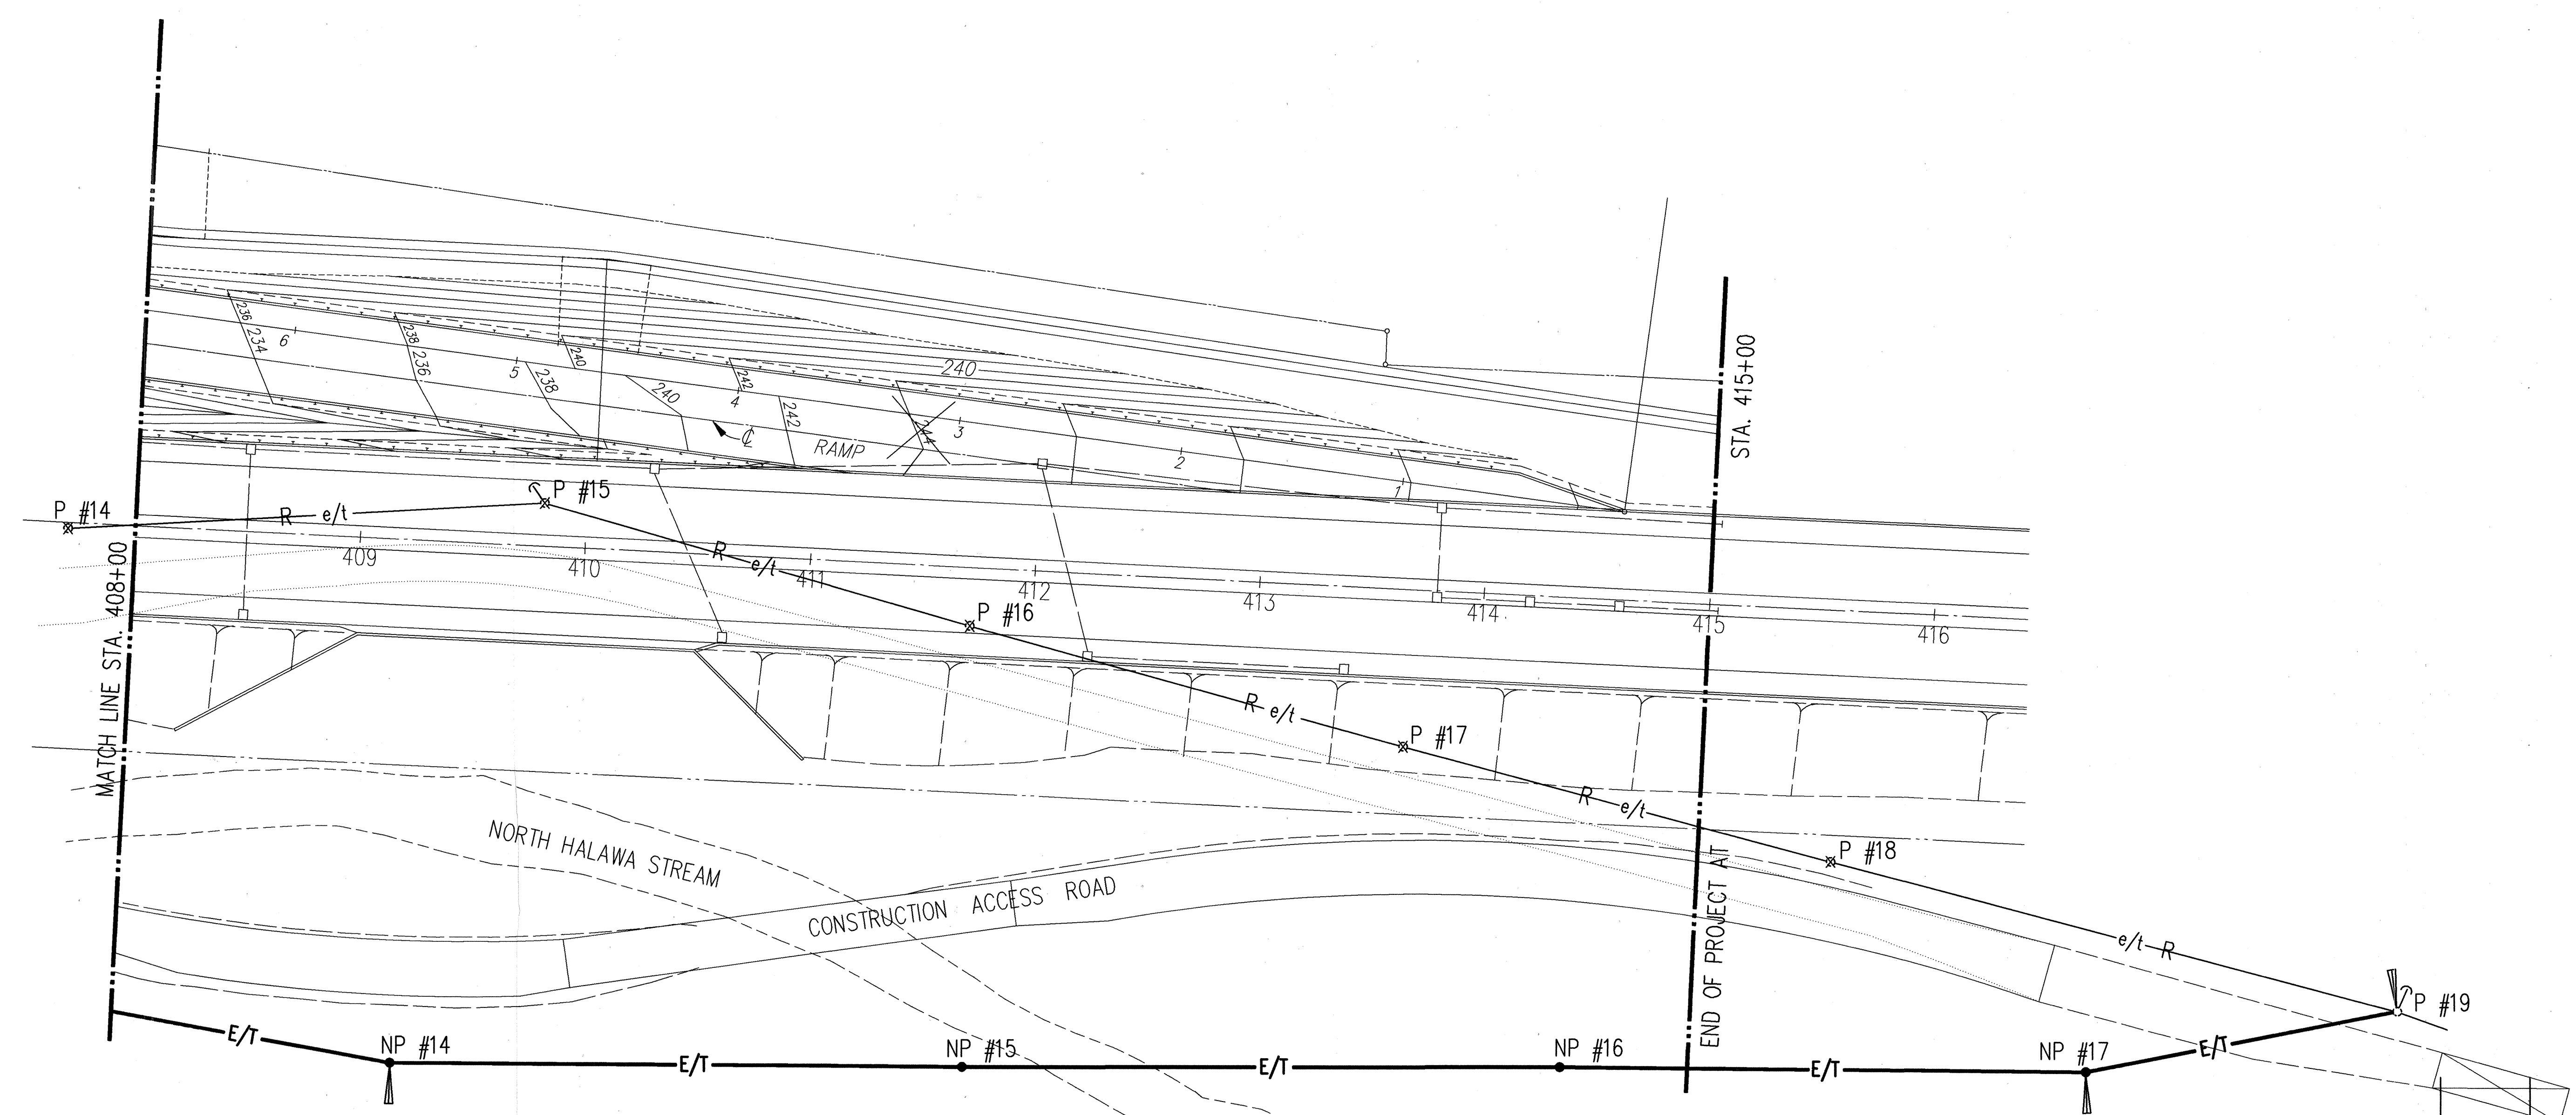 STA. 415+00
240
236
234
6
238
236
5
238
240
240
4
242
242
℄
RAMP
244
3
2
1
P #14
R e/t
P #15
R e/t
409
410
411
412
413
414
415
416
P #16
R e/t
P #17
R e/t
P #18
MATCH LINE STA. 408+00
NORTH HALAWA STREAM
CONSTRUCTION ACCESS ROAD
END OF PROJECT AT
e/t R
P #19
E/T
NP #14
E/T
NP #15
E/T
NP #16
E/T
NP #17
E/T